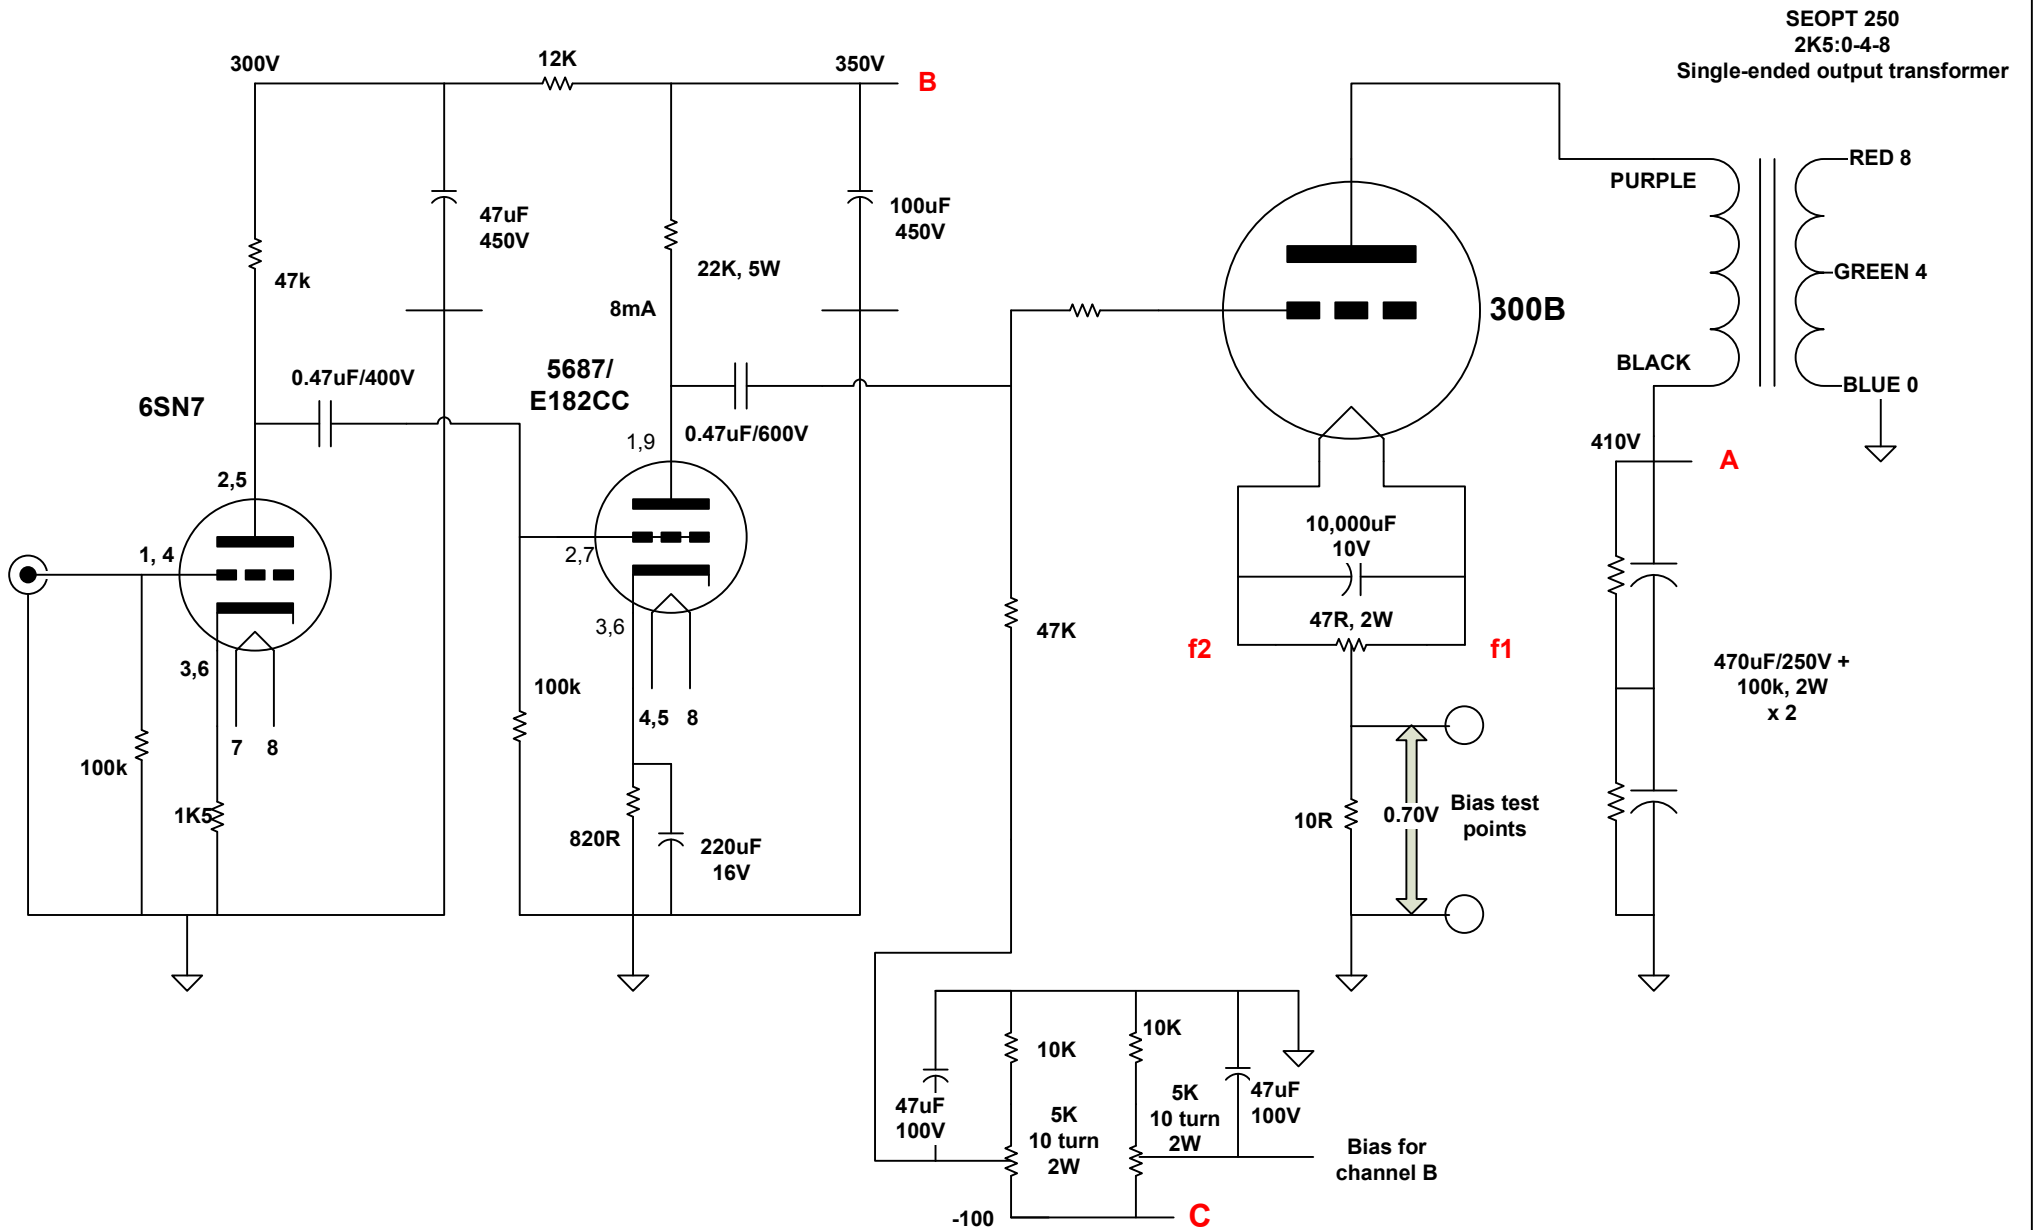 SEOPT 250
2K5:0-4-8
Single-ended output transformer
300V
12K
350V
B
RED 8
PURPLE
47uF
450V
100uF
450V
47k
22K, 5W
GREEN 4
8mA
300B
5687/
E182CC
0.47uF/400V
BLACK
BLUE 0
6SN7
1,9
0.47uF/600V
410V
A
2,5
10,000uF
10V
1, 4
2,7
3,6
47R, 2W
47K
f2
f1
3,6
470uF/250V +
100k, 2W
x 2
100k
4,5
8
7
8
100k
1K5
820R
220uF
16V
10R
0.70V
Bias test
points
10K
10K
47uF
100V
5K
10 turn
2W
5K
10 turn
2W
47uF
100V
Bias for
channel B
-100
C